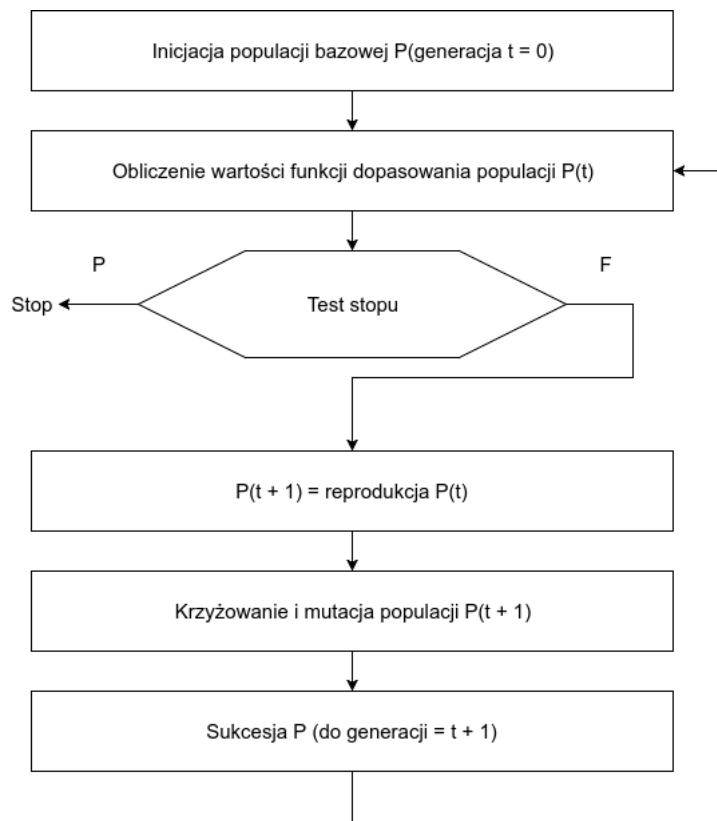 Inicjacja populacji bazowej P(generacja t = 0)
Obliczenie wartości funkcji dopasowania populacji P(t)
P
F
Stop
Test stopu
P(t + 1) = reprodukcja P(t)
Krzyżowanie i mutacja populacji P(t + 1)
Sukcesja P (do generacji = t + 1)